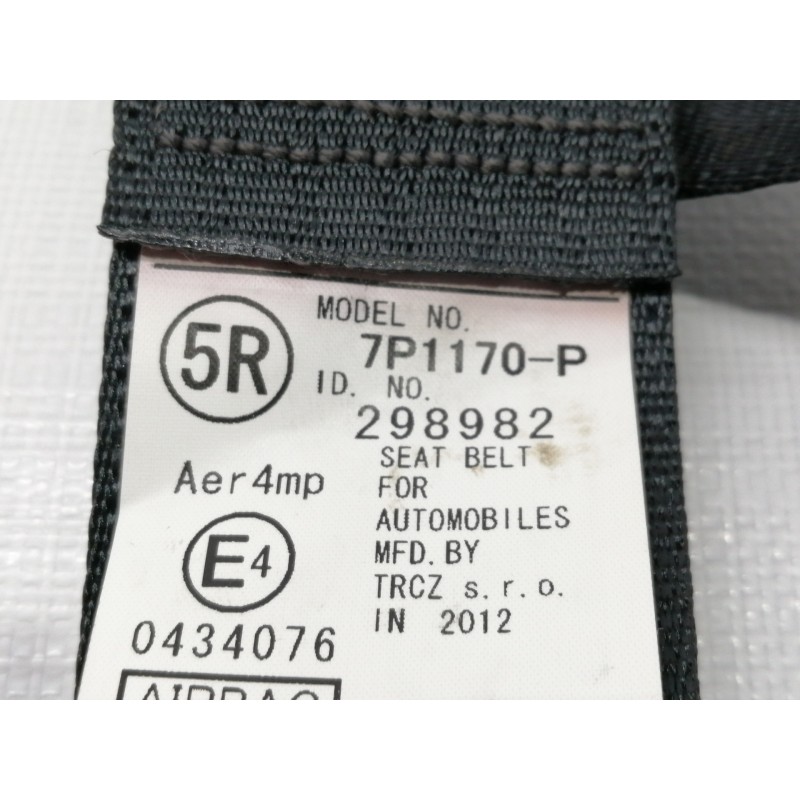 5R
MODEL NO.
7P1170-P
ID. NO.
298982
Aer4mp
E4
0434076
SEAT BELT
FOR
AUTOMOBILES
MFD. BY
TRCZ s.r.o.
IN 2012
AIRBAG